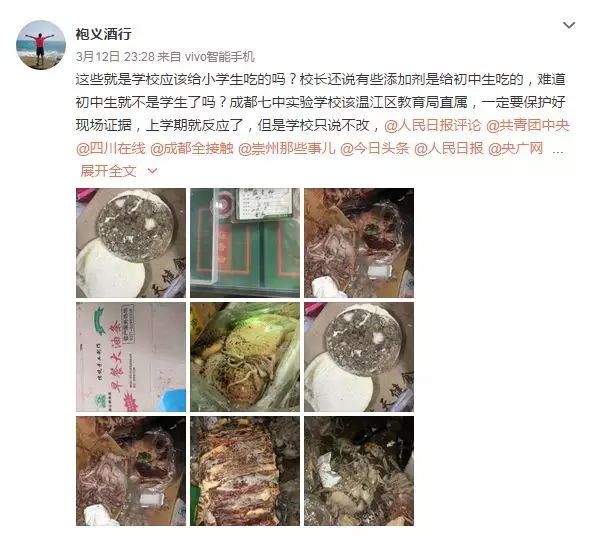 袍义酒行
3月12日 23:28 来自 vivo智能手机
这些就是学校应该给小学生吃的吗？校长还说有些添加剂是给初中生吃的，难道
初中生就不是学生了吗？成都七中实验学校该温江区教育局直属，一定要保护好
现场证据，上学期就反应了，但是学校只说不改，@人民日报评论 @共青团中央
@四川在线 @成都全接触 @崇州那些事儿 @今日头条 @人民日报 @央广网 ...
展开全文
早餐大油条